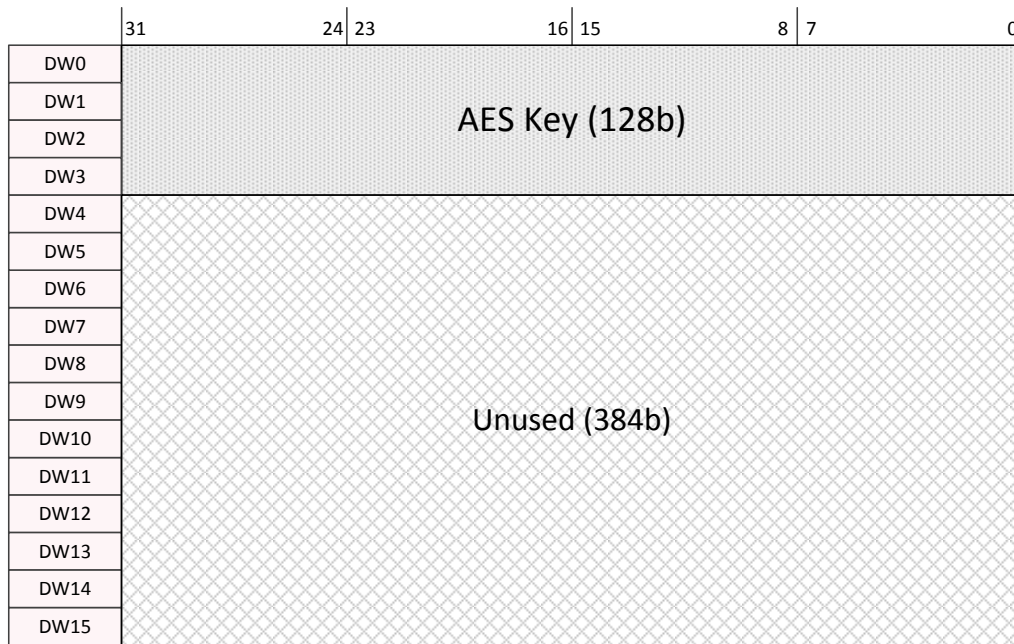 31 24 23 16 15 8 7 0
DW0
DW1
AES Key (128b)
DW2
DW3
DW4
DW5
DW6
DW7
DW8
DW9
Unused (384b)
DW10
DW11
DW12
DW13
DW14
DW15